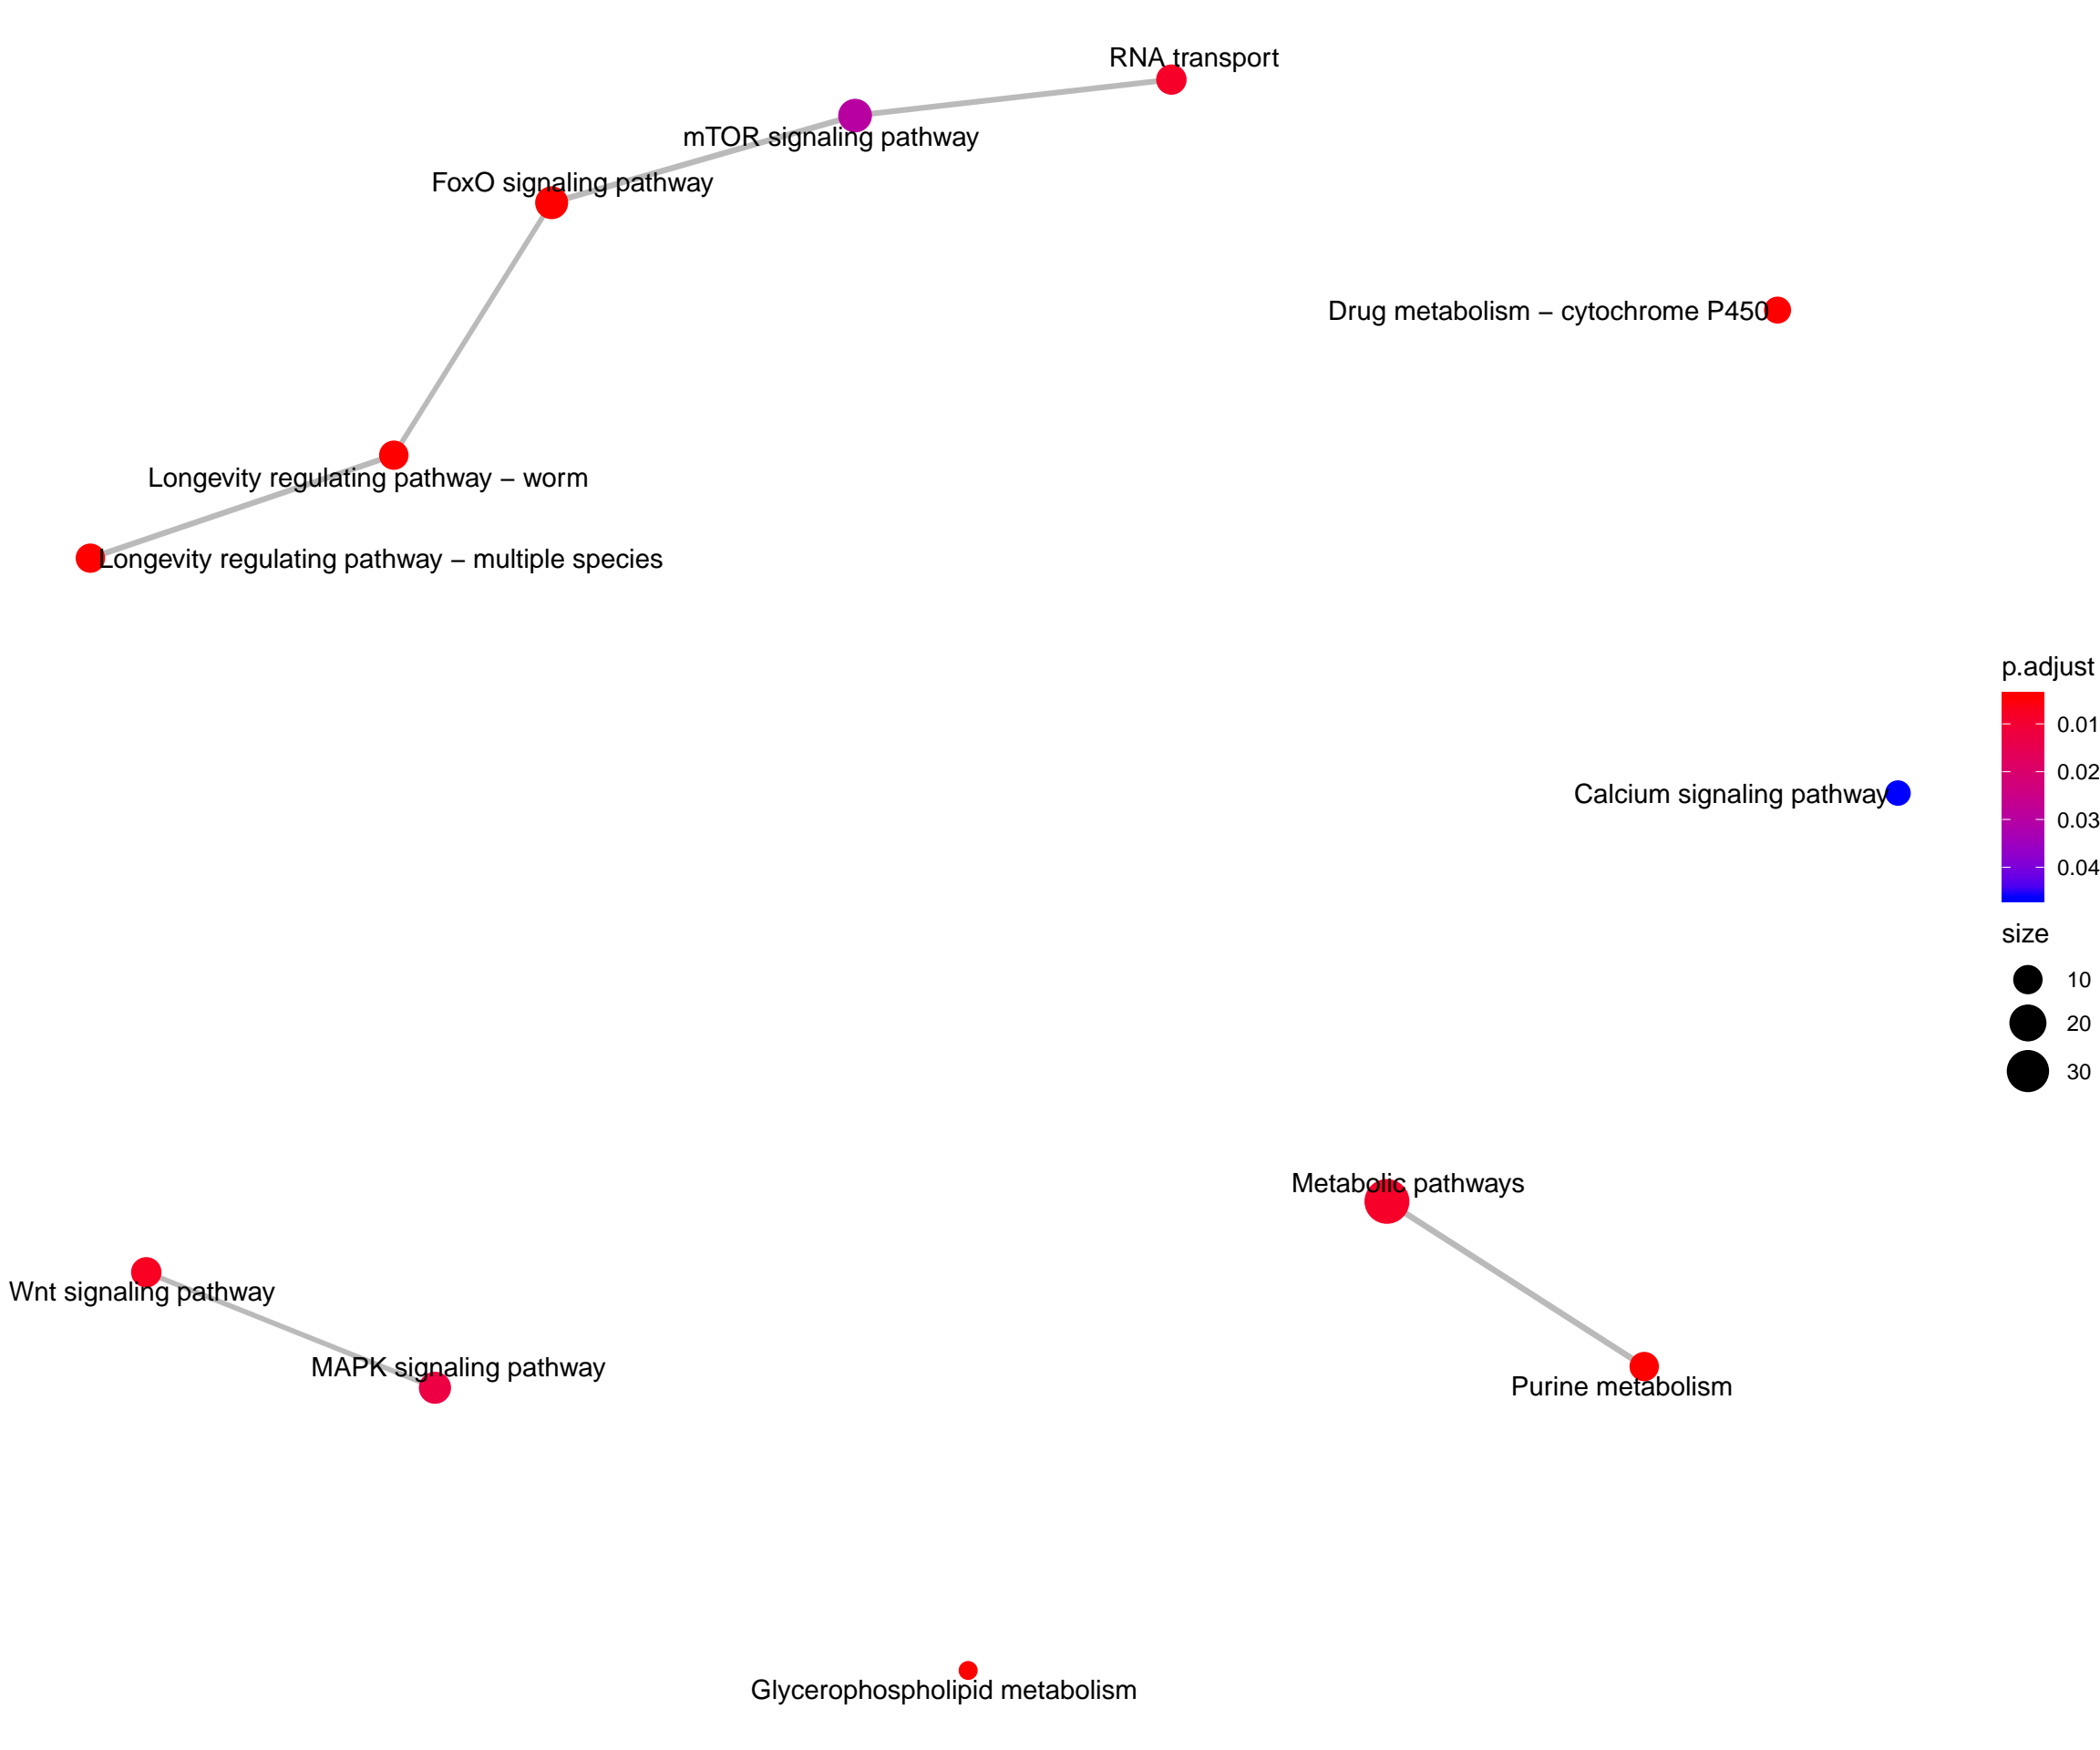 RNA transport
mTOR signaling pathway
FoxO signaling pathway
Drug metabolism – cytochrome P450
Longevity regulating pathway – worm
Longevity regulating pathway – multiple species
p.adjust
0.01
0.02
0.03
0.04
Calcium signaling pathway
size
10
20
30
Metabolic pathways
Wnt signaling pathway
MAPK signaling pathway
Purine metabolism
Glycerophospholipid metabolism